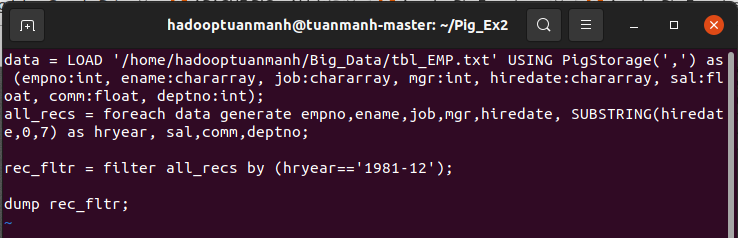 hadooptuanmanh@tuanmanh-master: ~/Pig_Ex2
data = LOAD '/home/hadooptuanmanh/Big_Data/tbl_EMP.txt' USING PigStorage(',') AS
(empno:int, ename:chararray, job:chararray, mgr:int, hiredate:chararray, sal:fl
oat, comm:float, deptno:int);
all_recs = foreach data generate empno,ename,job,mgr,hiredate, SUBSTRING(hiredat
e,0,7) as hryear, sal,comm,deptno;
rec_fltr = filter all_recs by (hryear=='1981-12');
dump rec_fltr;
~